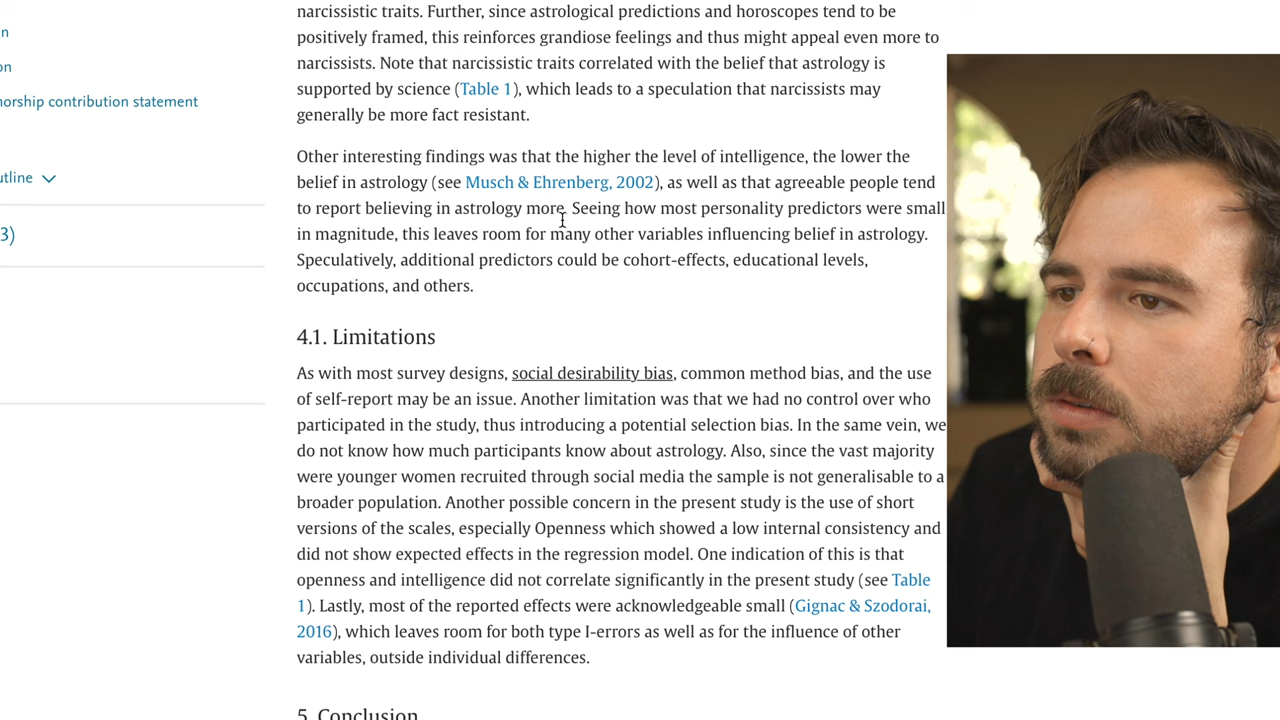 narcissistic traits. Further, since astrological predictions and horoscopes tend to be
positively framed, this reinforces grandiose feelings and thus might appeal even more to
narcissists. Note that narcissistic traits correlated with the belief that astrology is
supported by science (Table 1), which leads to a speculation that narcissists may
generally be more fact resistant.
Other interesting findings was that the higher the level of intelligence, the lower the
belief in astrology (see Musch & Ehrenberg, 2002), as well as that agreeable people tend
to report believing in astrology more. Seeing how most personality predictors were small
in magnitude, this leaves room for many other variables influencing belief in astrology.
Speculatively, additional predictors could be cohort-effects, educational levels,
occupations, and others.
4.1. Limitations
As with most survey designs, social desirability bias, common method bias, and the use
of self-report may be an issue. Another limitation was that we had no control over who
participated in the study, thus introducing a potential selection bias. In the same vein, we
do not know how much participants know about astrology. Also, since the vast majority
were younger women recruited through social media the sample is not generalisable to a
broader population. Another possible concern in the present study is the use of short
versions of the scales, especially Openness which showed a low internal consistency and
did not show expected effects in the regression model. One indication of this is that
openness and intelligence did not correlate significantly in the present study (see Table
1). Lastly, most of the reported effects were acknowledgeable small (Gignac & Szodorai,
2016), which leaves room for both type I-errors as well as for the influence of other
variables, outside individual differences.
5. Conclusion
n
on
horship contribution statement
utline
3)